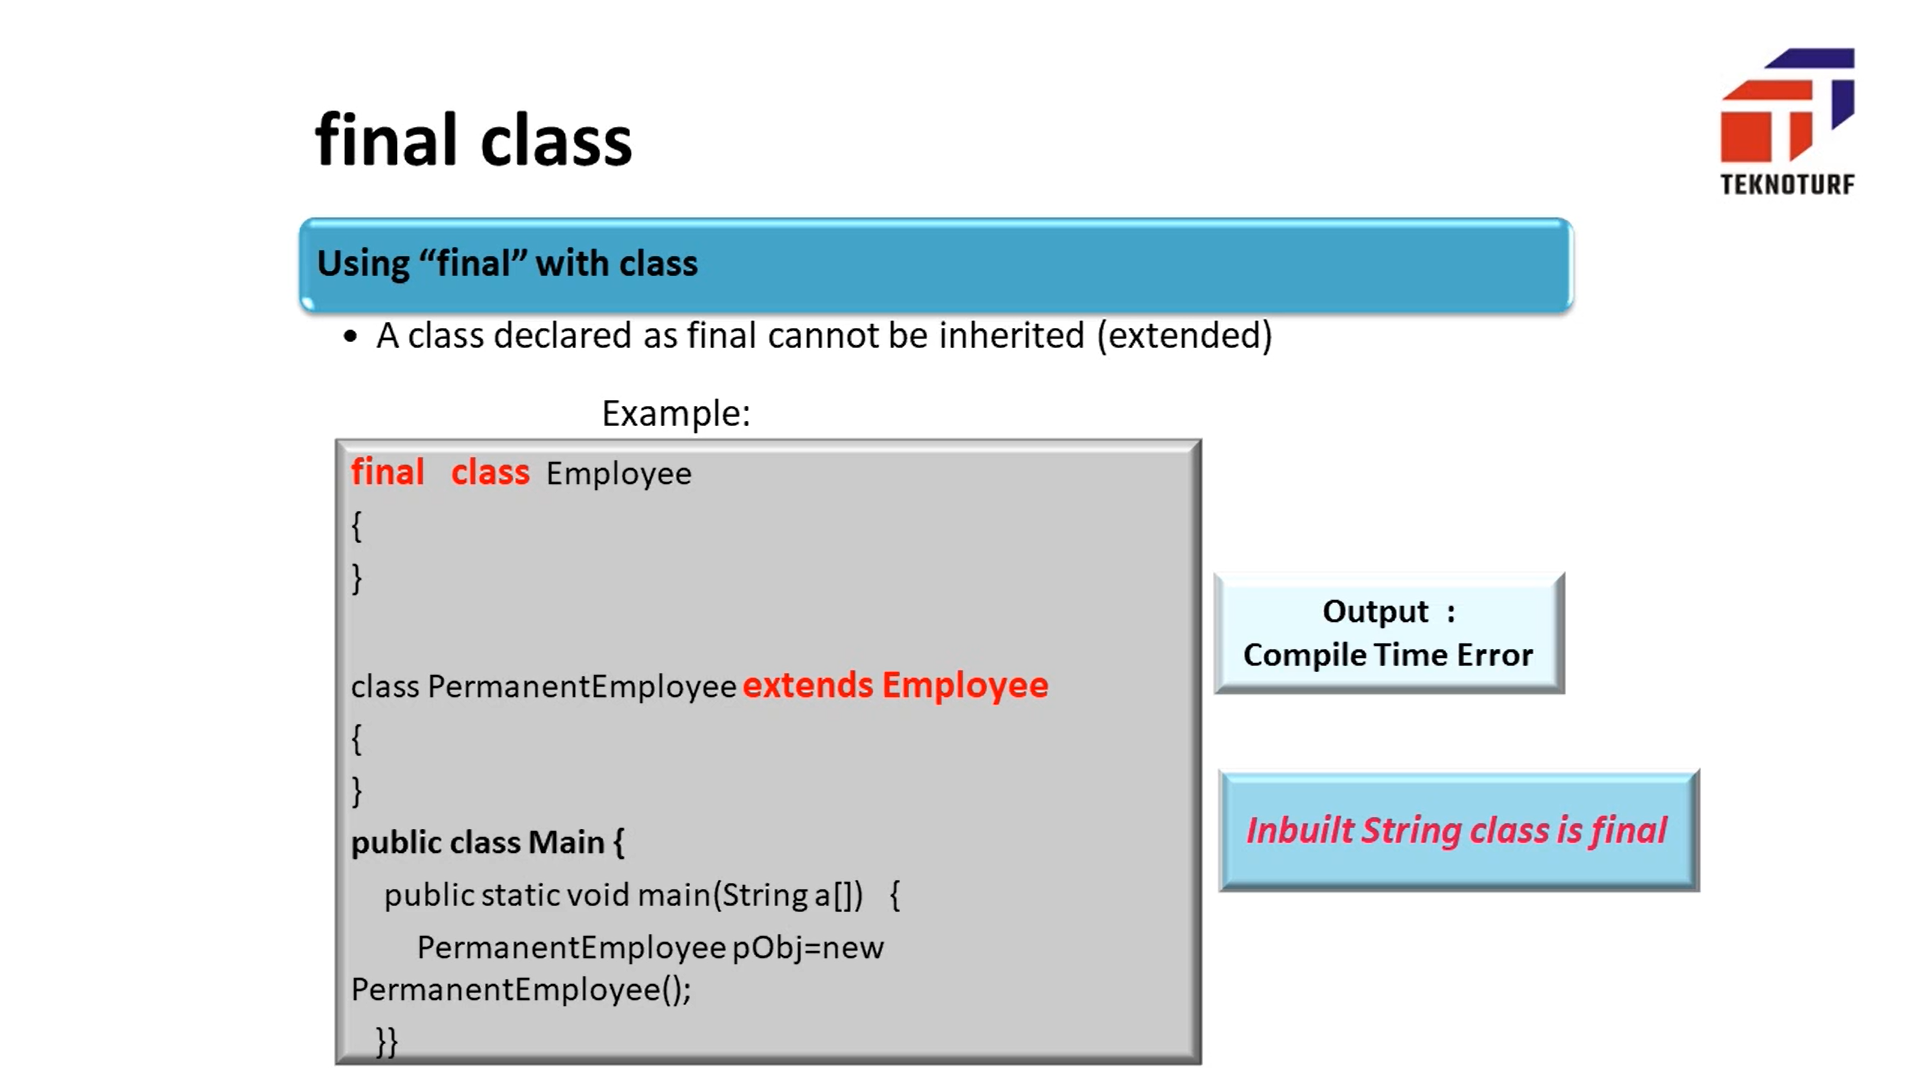 final class
TEKNOTURF
Using “final” with class
• A class declared as final cannot be inherited (extended)
Example:
final class Employee
{
}
class PermanentEmployee extends Employee
{
}
public class Main {
public static void main(String a[]) {
PermanentEmployee pObj=new
PermanentEmployee();
}}
Output :
Compile Time Error
Inbuilt String class is final